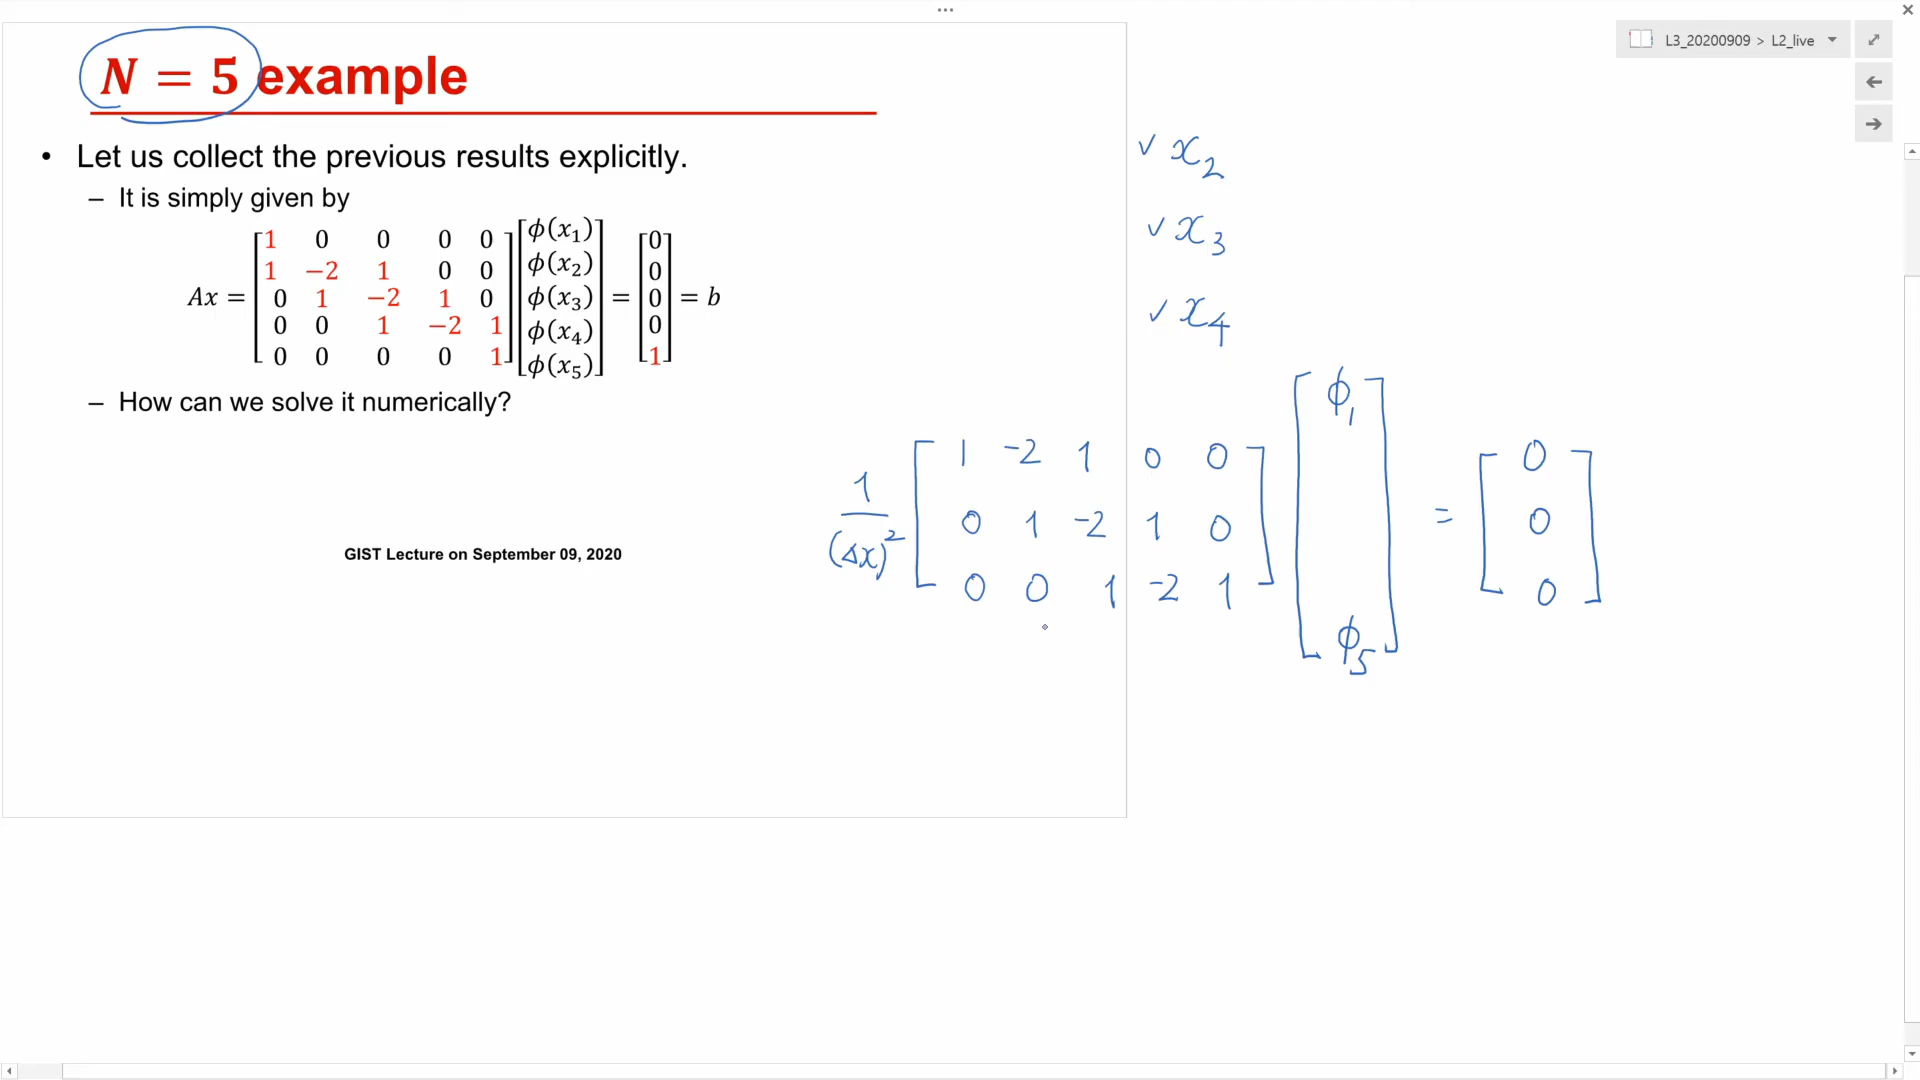 ...
L3_20200909 > L2_live
N = 5 example
• Let us collect the previous results explicitly.
– It is simply given by
Ax = [1 0 0 0 0; 1 −2 1 0 0; 0 1 −2 1 0; 0 0 1 −2 1; 0 0 0 0 1] [ϕ(x₁); ϕ(x₂); ϕ(x₃); ϕ(x₄); ϕ(x₅)] = [0; 0; 0; 0; 1] = b
– How can we solve it numerically?
GIST Lecture on September 09, 2020
✓ x₂
✓ x₃
✓ x₄
1/(Δx)² [1 -2 1 0 0; 0 1 -2 1 0; 0 0 1 -2 1] [ϕ₁; ϕ₅] = [0; 0; 0]